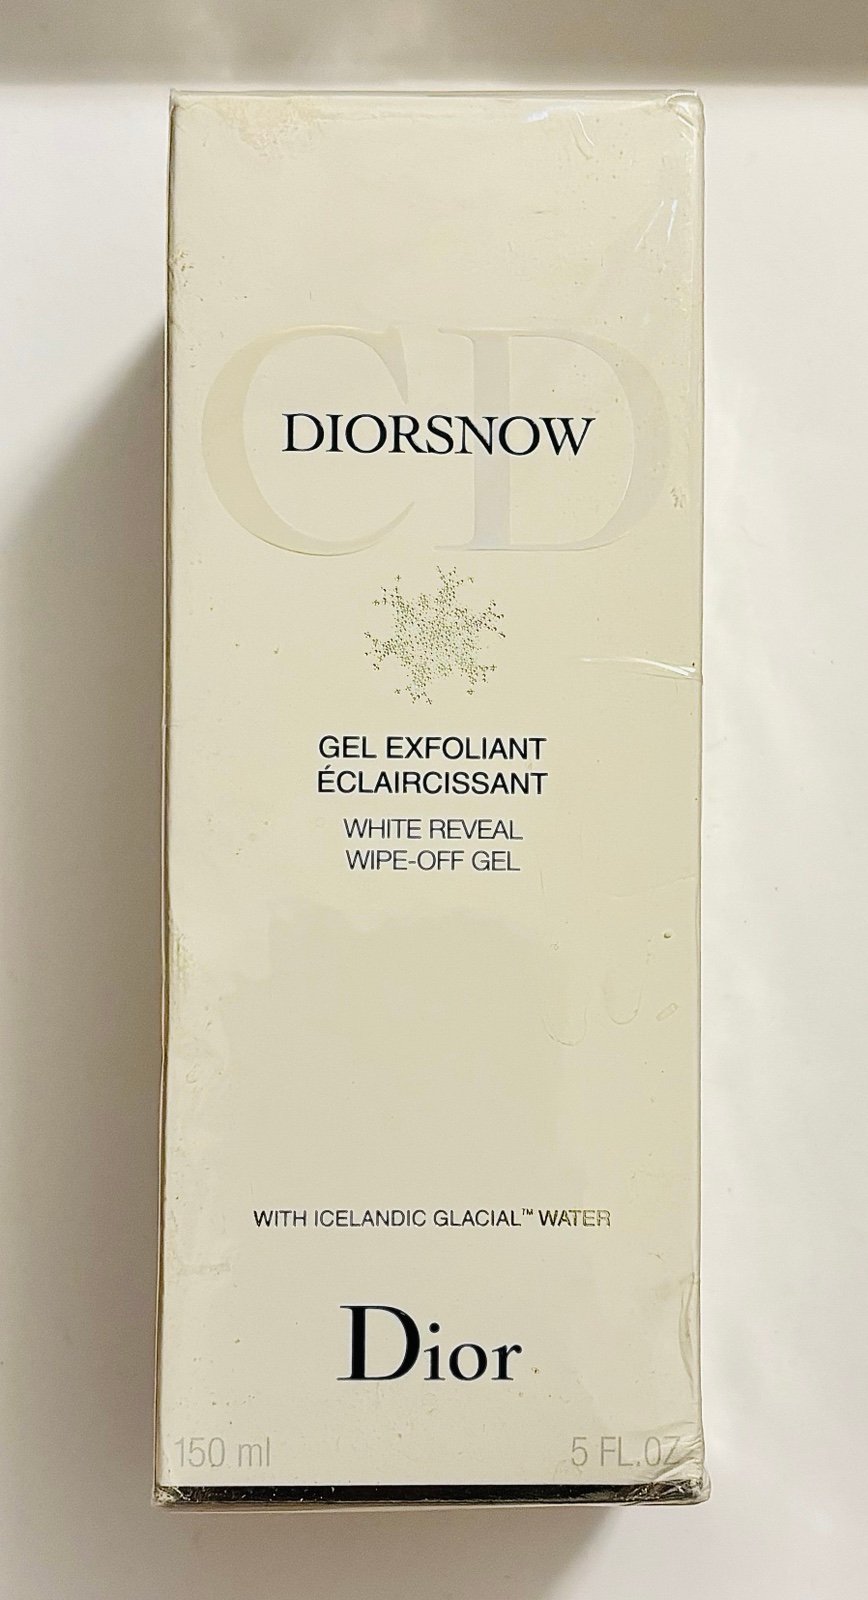 CD
DIORSNOW
GEL EXFOLIANT
ÉCLAIRCISSANT
WHITE REVEAL
WIPE-OFF GEL
WITH ICELANDIC GLACIAL™ WATER
Dior
150 ml 5 FL.OZ